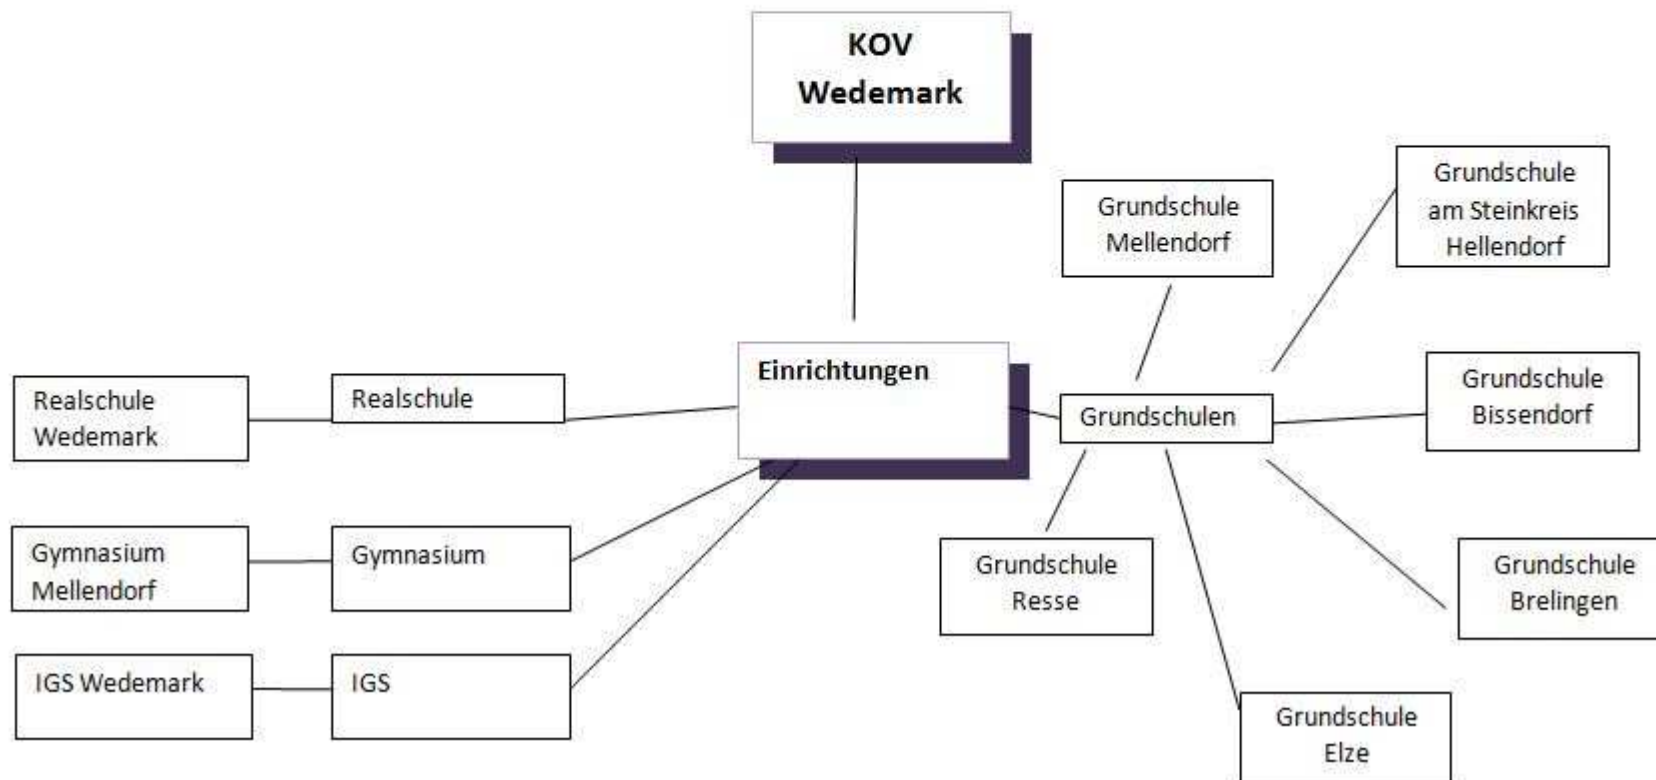 KOV
Wedemark
Grundschule
am Steinkreis
Hellendorf
Grundschule
Mellendorf
Einrichtungen
Grundschule
Bissendorf
Realschule
Wedemark
Realschule
Grundschulen
Gymnasium
Mellendorf
Gymnasium
Grundschule
Resse
Grundschule
Brelingen
IGS Wedemark
IGS
Grundschule
Elze